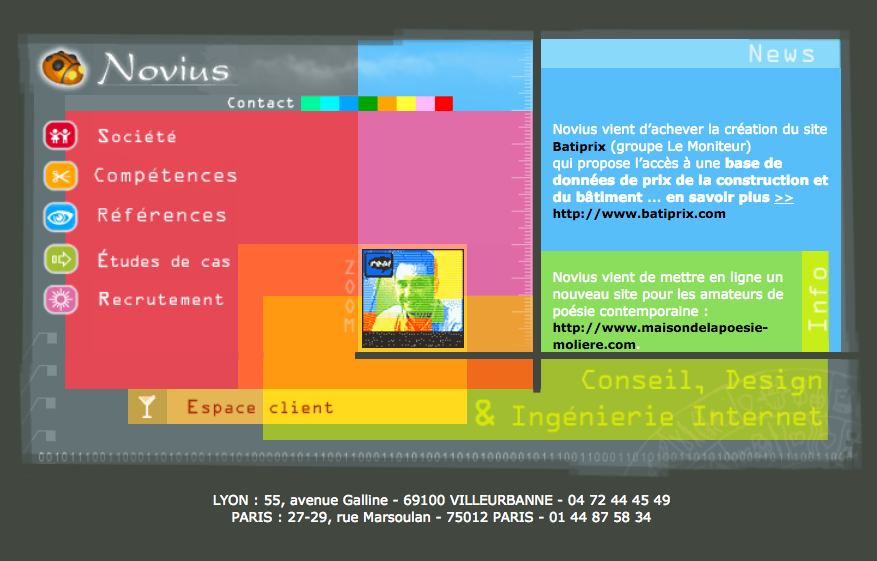 Novius
News
Contact
Société
Compétences
Références
Études de cas
Recrutement
ZOOM
real
Novius vient d'achever la création du site
Batiprix (groupe Le Moniteur)
qui propose l'accès à une base de
données de prix de la construction et
du bâtiment ... en savoir plus >>
http://www.batiprix.com
Novius vient de mettre en ligne un
nouveau site pour les amateurs de
poésie contemporaine :
http://www.maisondelapoesie-
moliere.com.
Info
Espace client
Conseil, Design
& Ingénierie Internet
LYON : 55, avenue Galline - 69100 VILLEURBANNE - 04 72 44 45 49
PARIS : 27-29, rue Marsoulan - 75012 PARIS - 01 44 87 58 34